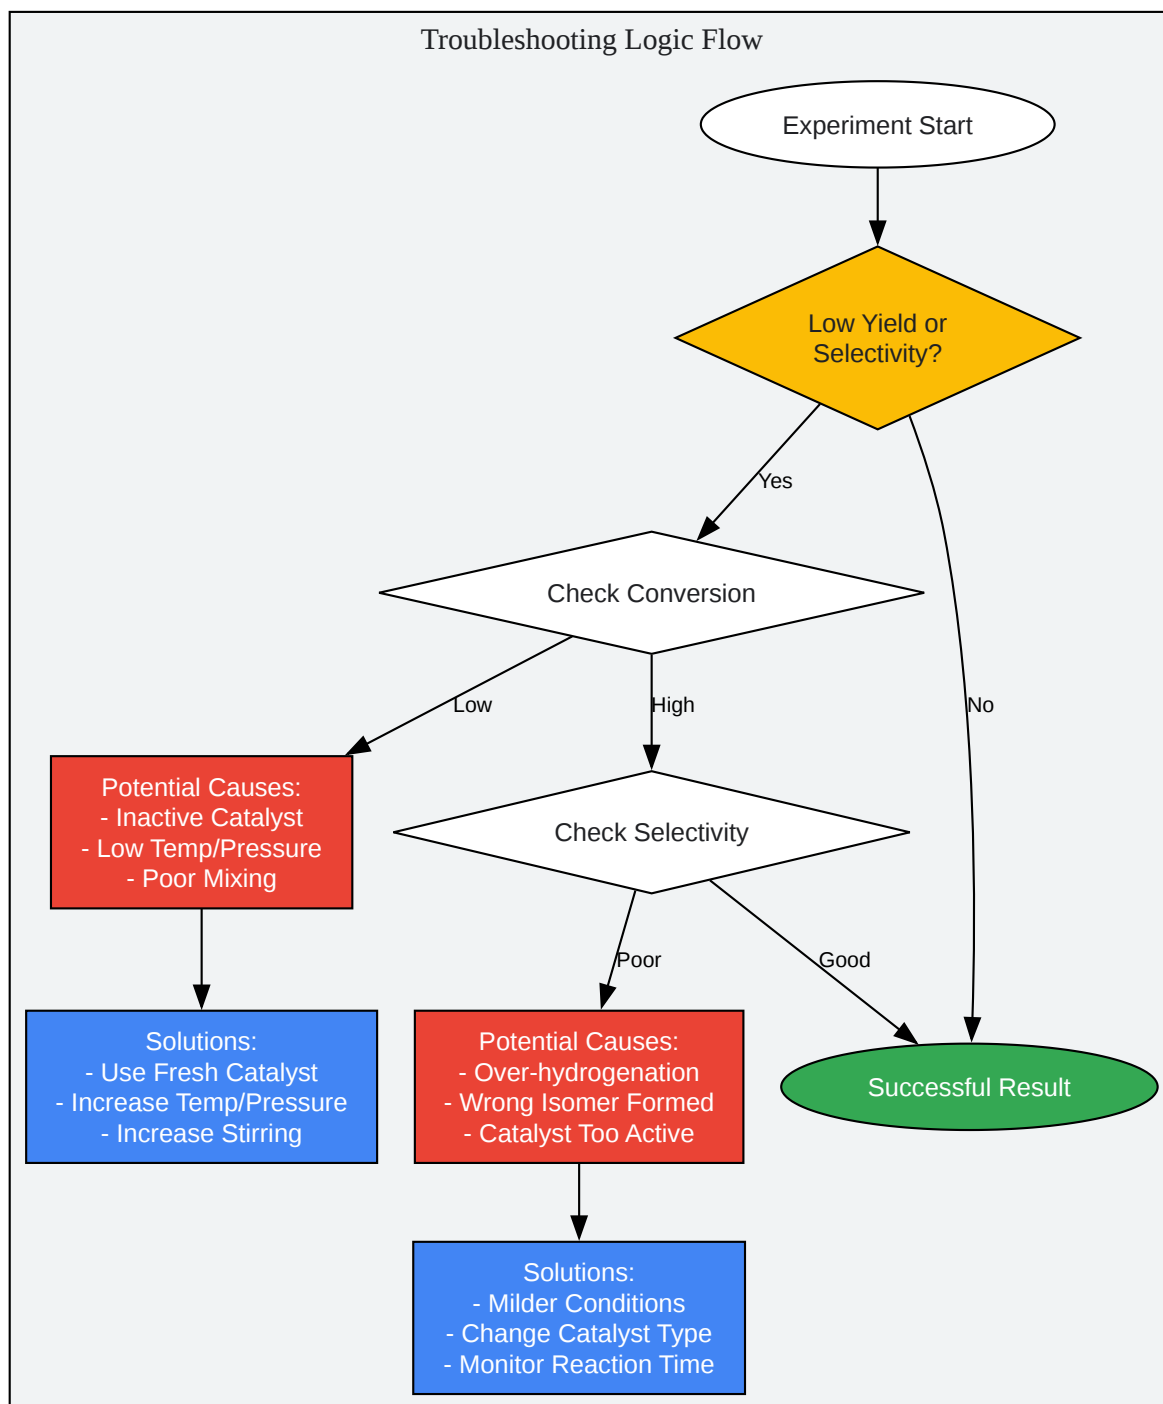 Troubleshooting Logic Flow
Experiment Start
Low Yield or
Selectivity?
Yes
No
Check Conversion
Low
High
Potential Causes:
- Inactive Catalyst
- Low Temp/Pressure
- Poor Mixing
Check Selectivity
Poor
Good
Solutions:
- Use Fresh Catalyst
- Increase Temp/Pressure
- Increase Stirring
Potential Causes:
- Over-hydrogenation
- Wrong Isomer Formed
- Catalyst Too Active
Successful Result
Solutions:
- Milder Conditions
- Change Catalyst Type
- Monitor Reaction Time